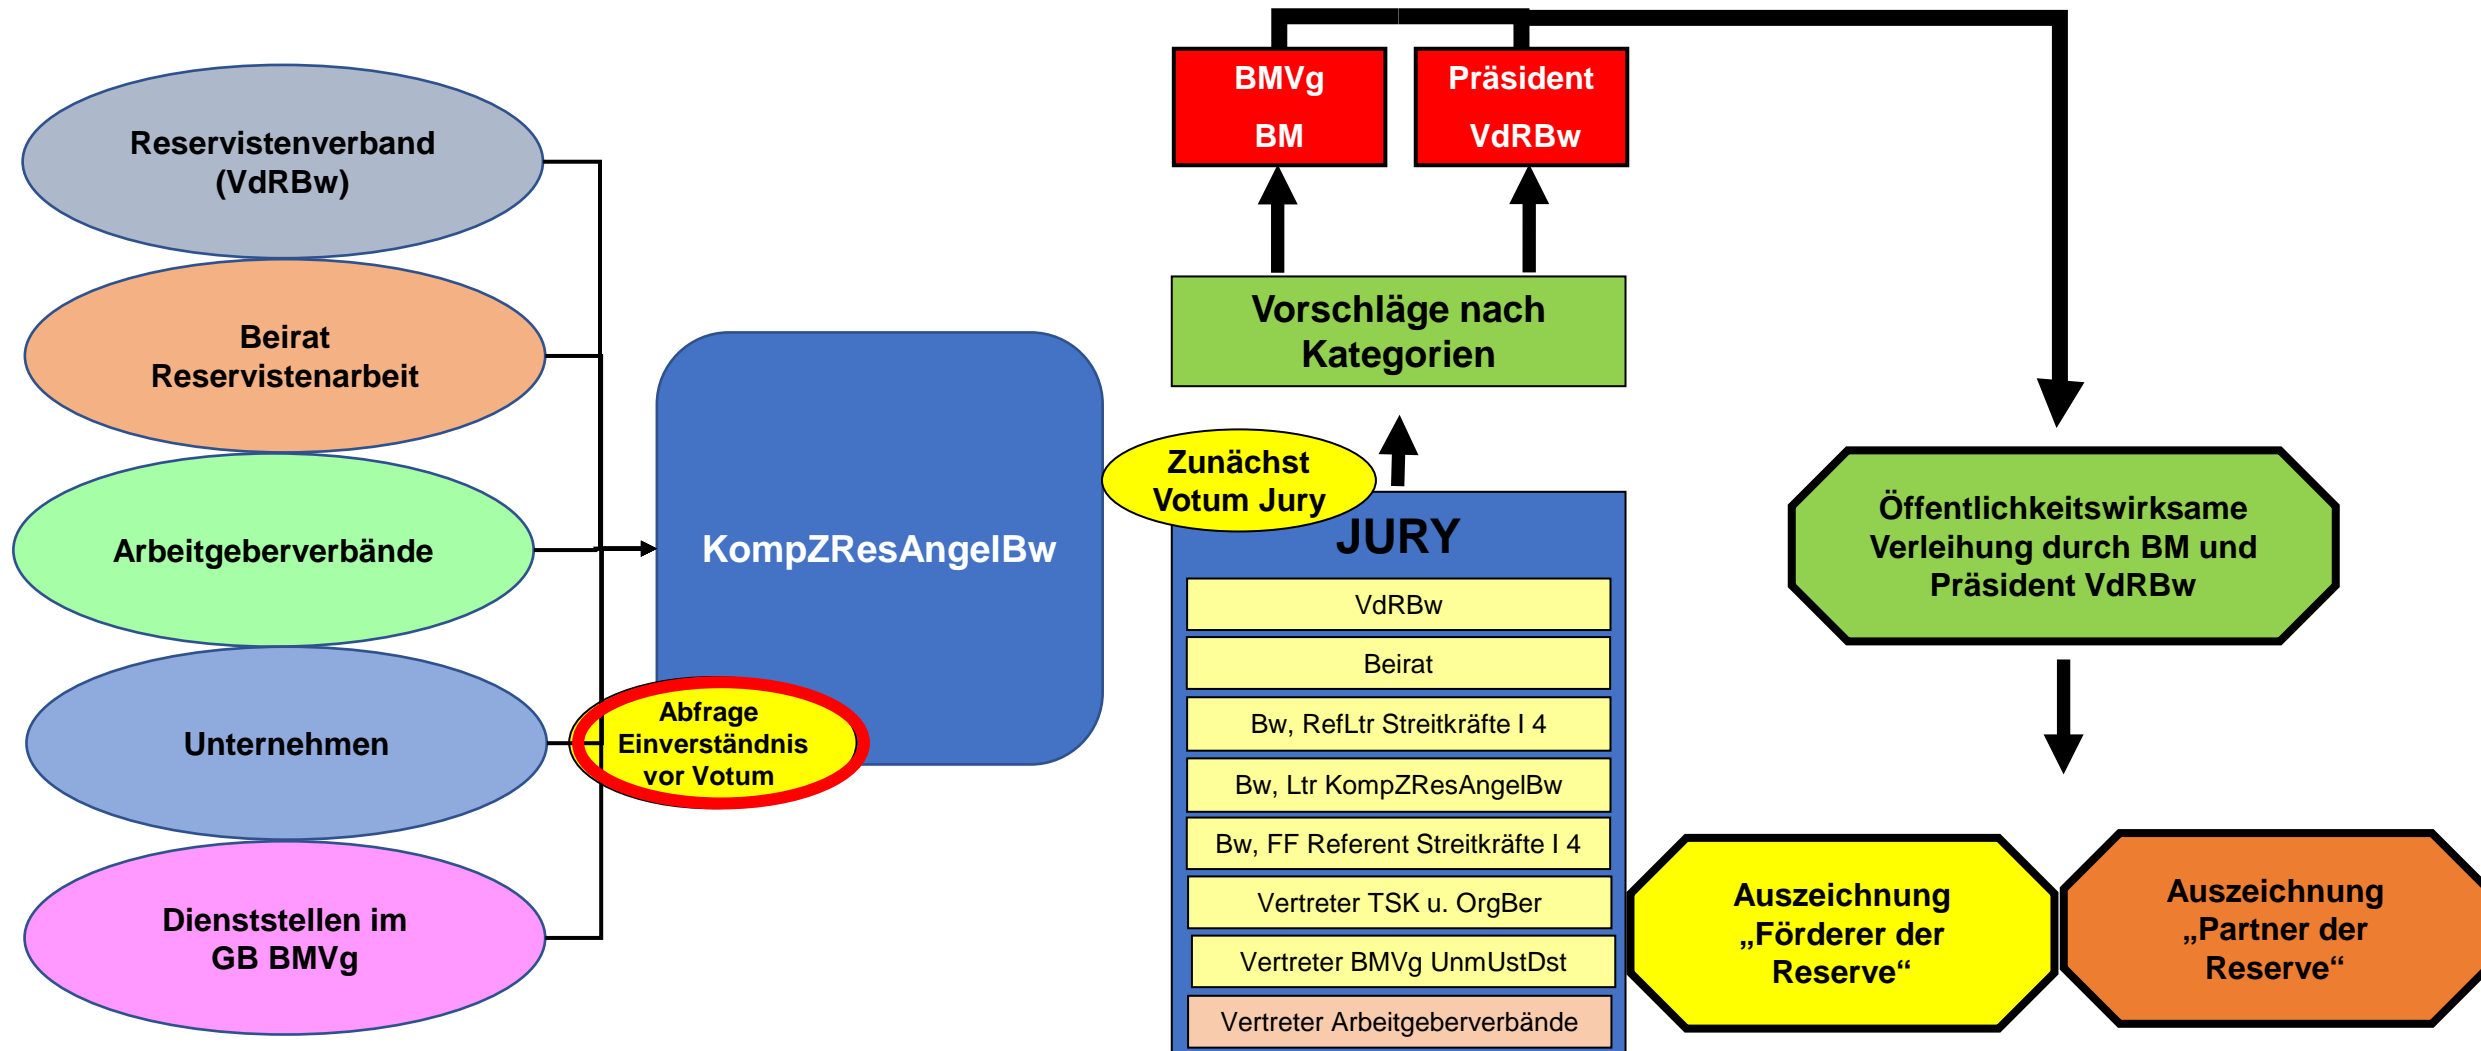 Reservistenverband
(VdRBw)
Beirat
Reservistenarbeit
Arbeitgeberverbände
Unternehmen
Dienststellen im
GB BMVg
KompZResAngelBw
Abfrage
Einverständnis
vor Votum
Zunächst
Votum Jury
BMVg
BM
Präsident
VdRBw
Vorschläge nach
Kategorien
JURY
VdRBw
Beirat
Bw, RefLtr Streitkräfte I 4
Bw, Ltr KompZResAngelBw
Bw, FF Referent Streitkräfte I 4
Vertreter TSK u. OrgBer
Vertreter BMVg UnmUstDst
Vertreter Arbeitgeberverbände
Öffentlichkeitswirksame
Verleihung durch BM und
Präsident VdRBw
Auszeichnung
„Förderer der
Reserve“
Auszeichnung
„Partner der
Reserve“